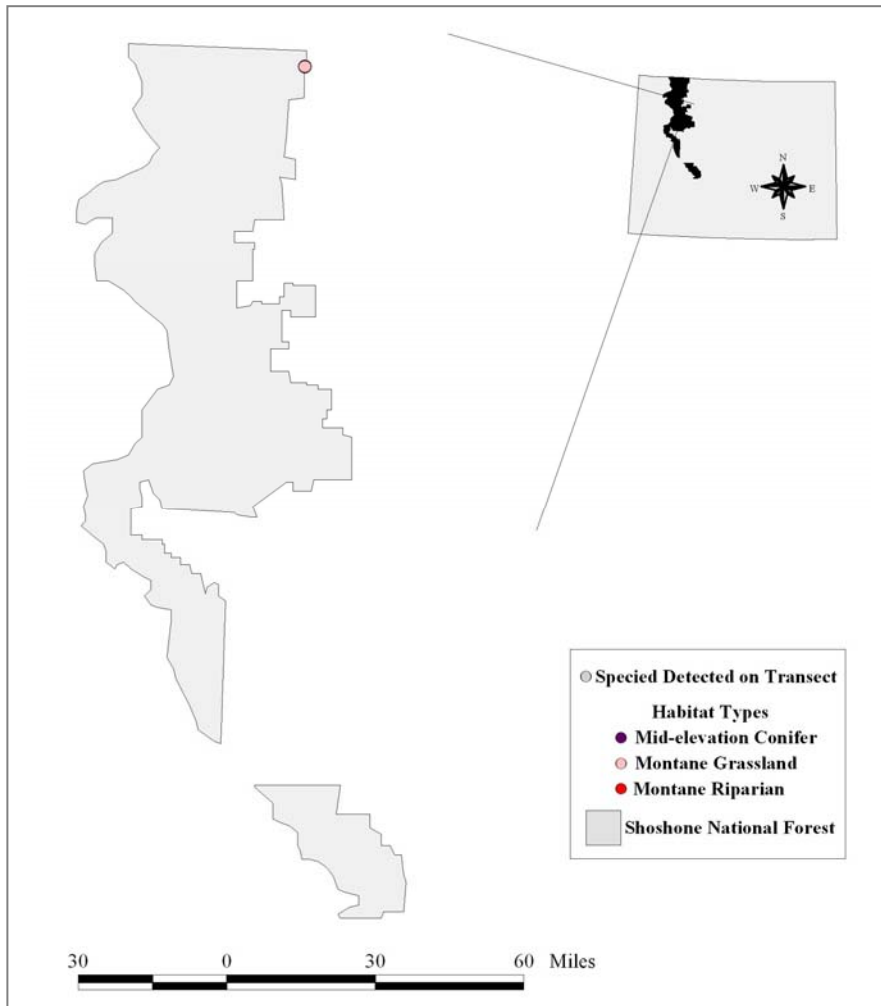 N
W E
S
Specied Detected on Transect
Habitat Types
Mid-elevation Conifer
Montane Grassland
Montane Riparian
Shoshone National Forest
30 0 30 60 Miles